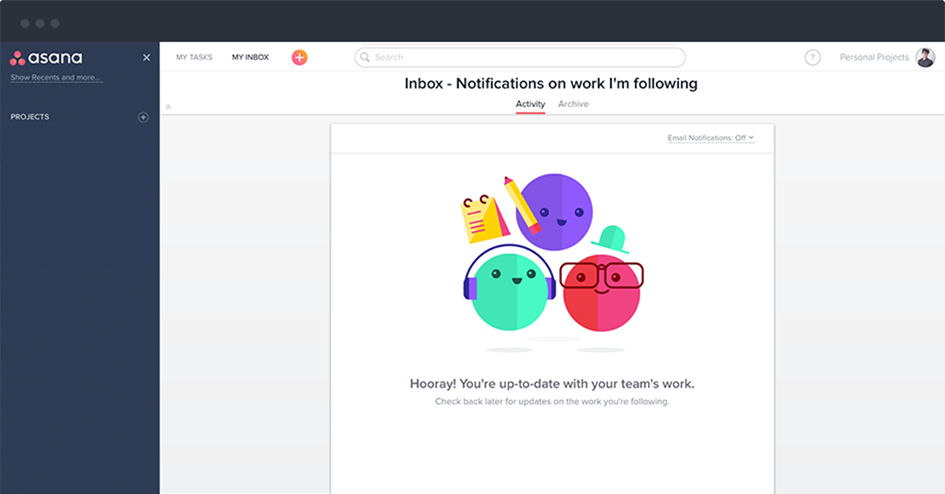 asana
Show Recents and more...
PROJECTS
MY TASKS MY INBOX
Search
? Personal Projects
Inbox - Notifications on work I'm following
Activity Archive
Email Notifications: Off
Hooray! You're up-to-date with your team's work.
Check back later for updates on the work you're following.